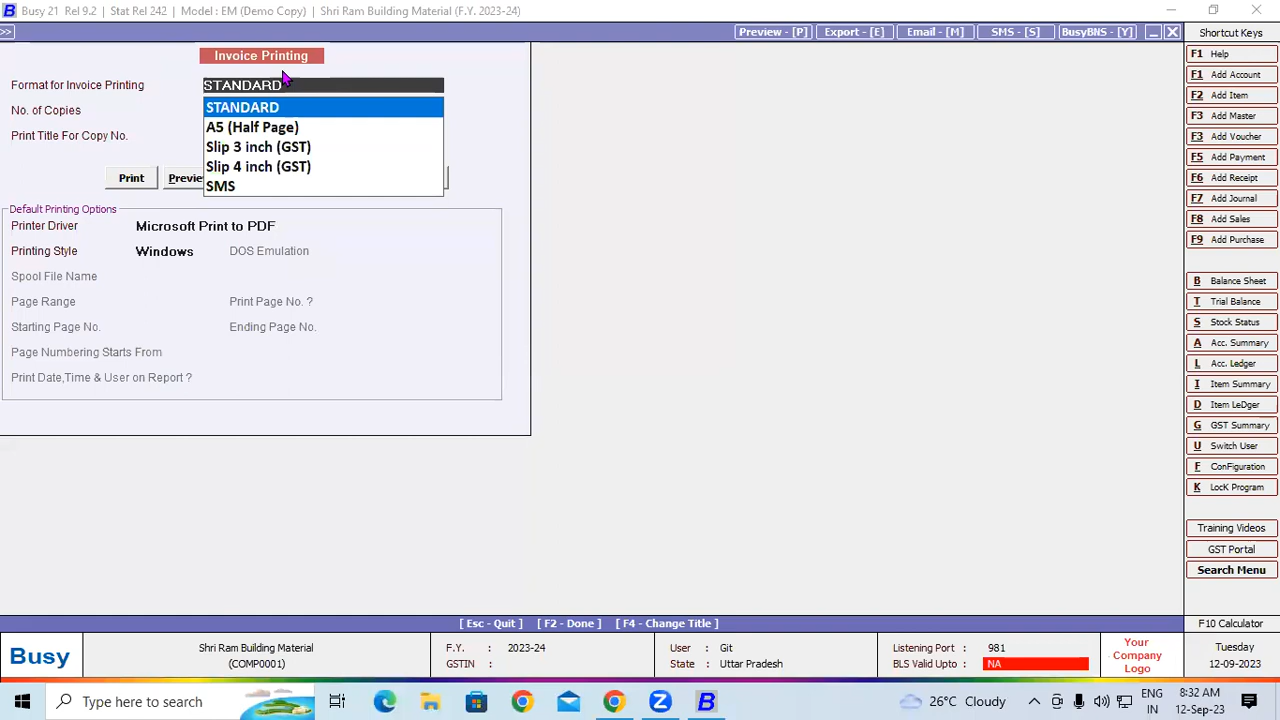 Busy 21 Rel 9.2 | Stat Rel 242 | Model : EM (Demo Copy) | Shri Ram Building Material (F.Y. 2023-24)
>> Preview - [P] Export - [E] Email - [M] SMS - [S] BusyBNS - [Y]
Invoice Printing
Format for Invoice Printing STANDARD
No. of Copies
Print Title For Copy No.
STANDARD
A5 (Half Page)
Slip 3 inch (GST)
Slip 4 inch (GST)
SMS
Print
Default Printing Options
Printer Driver Microsoft Print to PDF
Printing Style Windows DOS Emulation
Spool File Name
Page Range Print Page No. ?
Starting Page No. Ending Page No.
Page Numbering Starts From
Print Date,Time & User on Report ?
Shortcut Keys
F1 Help
F1 Add Account
F2 Add Item
F3 Add Master
F3 Add Voucher
F5 Add Payment
F6 Add Receipt
F7 Add Journal
F8 Add Sales
F9 Add Purchase
B Balance Sheet
T Trial Balance
S Stock Status
A Acc. Summary
L Acc. Ledger
I Item Summary
D Item LeDger
G GST Summary
U Switch User
F ConFiguration
K LocK Program
Training Videos
GST Portal
Search Menu
[ Esc - Quit ] [ F2 - Done ] [ F4 - Change Title ]
F10 Calculator
Busy
Shri Ram Building Material
(COMP0001)
F.Y. : 2023-24
GSTIN :
User : Git
State : Uttar Pradesh
Listening Port : 981
BLS Valid Upto : NA
Your
Company
Logo
Tuesday
12-09-2023
Type here to search
26°C Cloudy
ENG
IN
8:32 AM
12-Sep-23